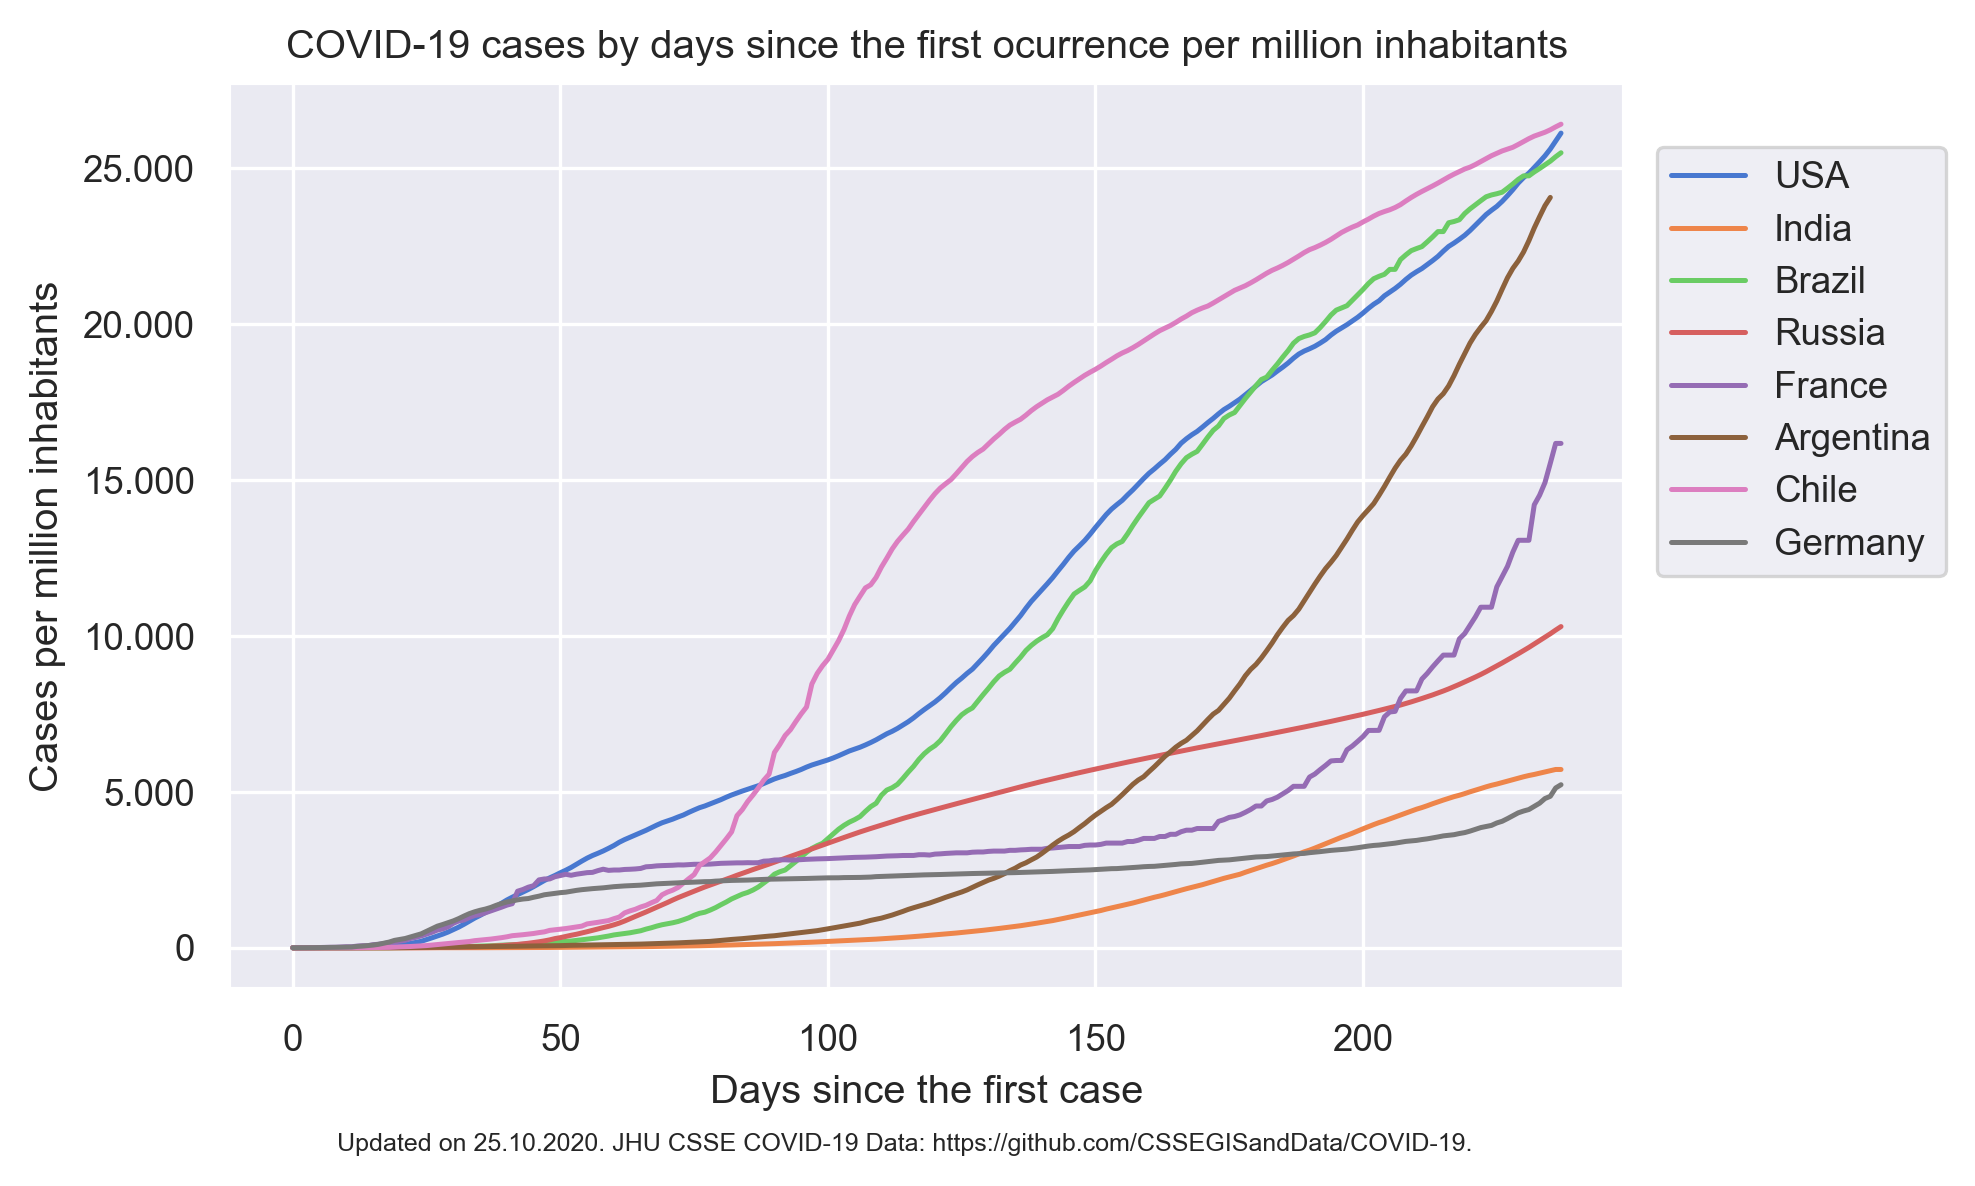 COVID-19 cases by days since the first ocurrence per million inhabitants
Cases per million inhabitants
25.000
20.000
15.000
10.000
5.000
0
0 50 100 150 200
Days since the first case
USA
India
Brazil
Russia
France
Argentina
Chile
Germany
Updated on 25.10.2020. JHU CSSE COVID-19 Data: https://github.com/CSSEGISandData/COVID-19.